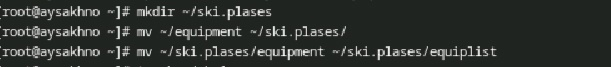 [root@aysakhno ~]# mkdir ~/ski.plases
[root@aysakhno ~]# mv ~/equipment ~/ski.plases/
[root@aysakhno ~]# mv ~/ski.plases/equipment ~/ski.plases/equiplist